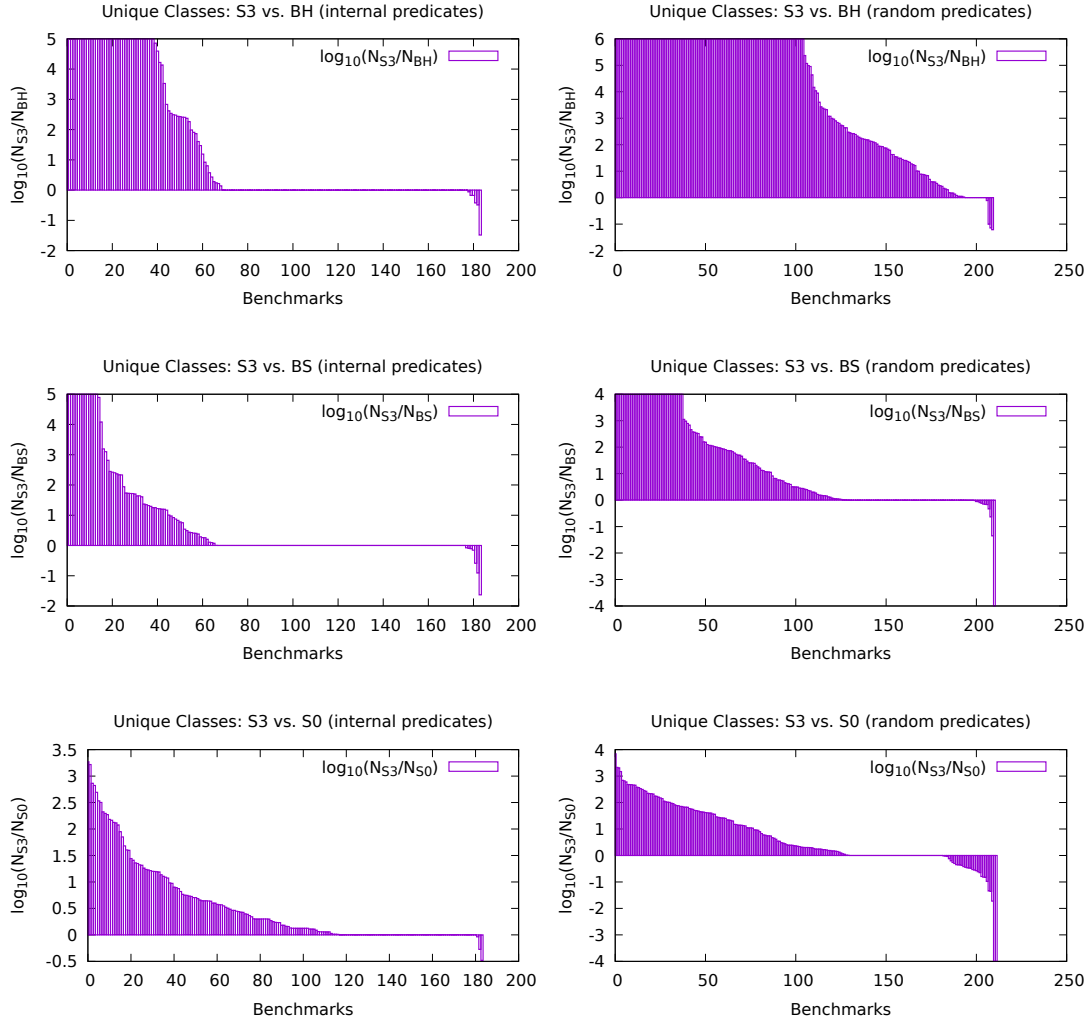 Unique Classes: S3 vs. BH (internal predicates)
log10(NS3/NBH)
log10(NS3/NBH)
5
4
3
2
1
0
-1
-2
0 20 40 60 80 100 120 140 160 180 200
Benchmarks
Unique Classes: S3 vs. BH (random predicates)
log10(NS3/NBH)
log10(NS3/NBH)
6
5
4
3
2
1
0
-1
-2
0 50 100 150 200 250
Benchmarks
Unique Classes: S3 vs. BS (internal predicates)
log10(NS3/NBS)
log10(NS3/NBS)
5
4
3
2
1
0
-1
-2
0 20 40 60 80 100 120 140 160 180 200
Benchmarks
Unique Classes: S3 vs. BS (random predicates)
log10(NS3/NBS)
log10(NS3/NBS)
4
3
2
1
0
-1
-2
-3
-4
0 50 100 150 200 250
Benchmarks
Unique Classes: S3 vs. S0 (internal predicates)
log10(NS3/NS0)
log10(NS3/NS0)
3.5
3
2.5
2
1.5
1
0.5
0
-0.5
0 20 40 60 80 100 120 140 160 180 200
Benchmarks
Unique Classes: S3 vs. S0 (random predicates)
log10(NS3/NS0)
log10(NS3/NS0)
4
3
2
1
0
-1
-2
-3
-4
0 50 100 150 200 250
Benchmarks